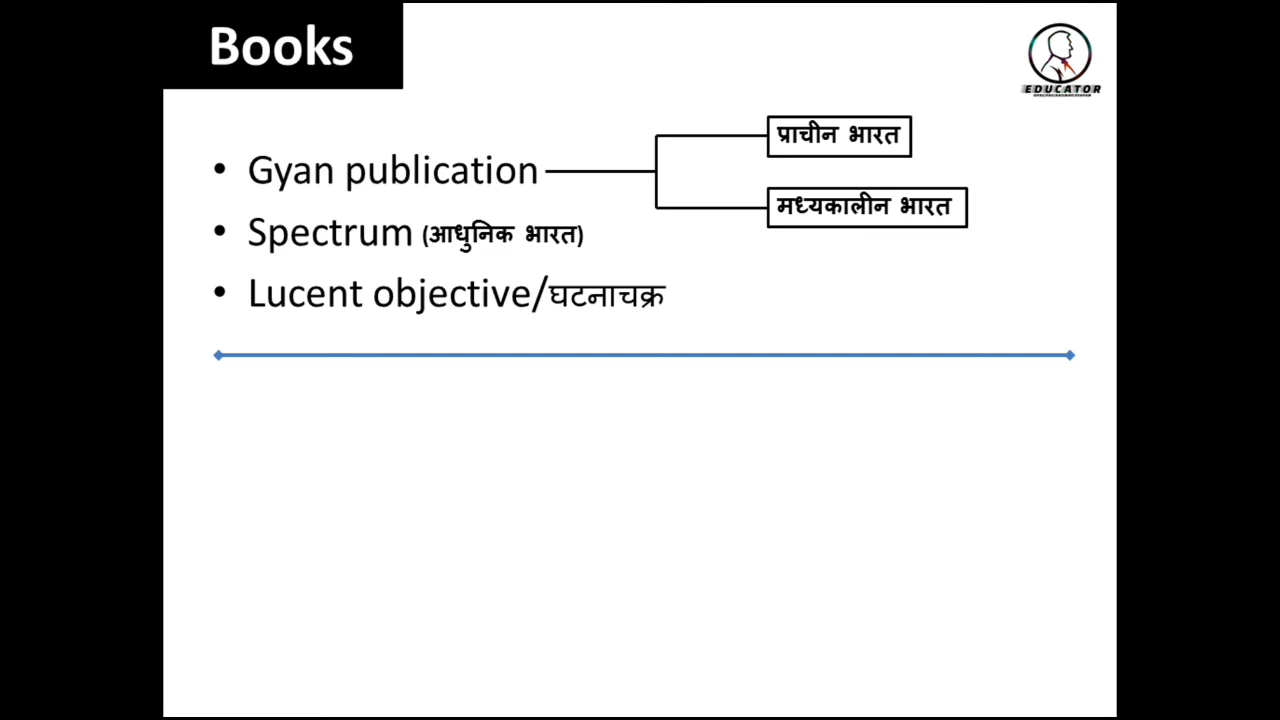 Books
EDUCATOR
• Gyan publication
प्राचीन भारत
मध्यकालीन भारत
• Spectrum (आधुनिक भारत)
• Lucent objective/घटनाचक्र